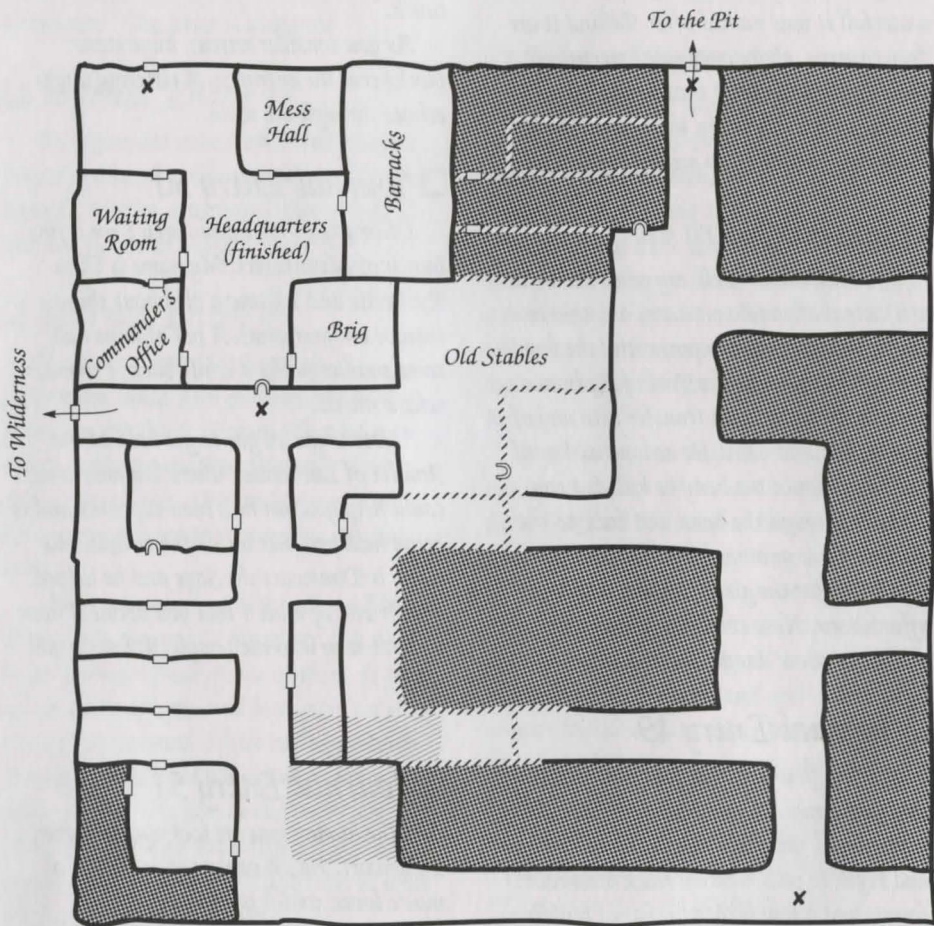 To the Pit
Mess
Hall
Barracks
Waiting
Room
Headquarters
(finished)
Commander's
Office
Brig
Old Stables
To Wilderness